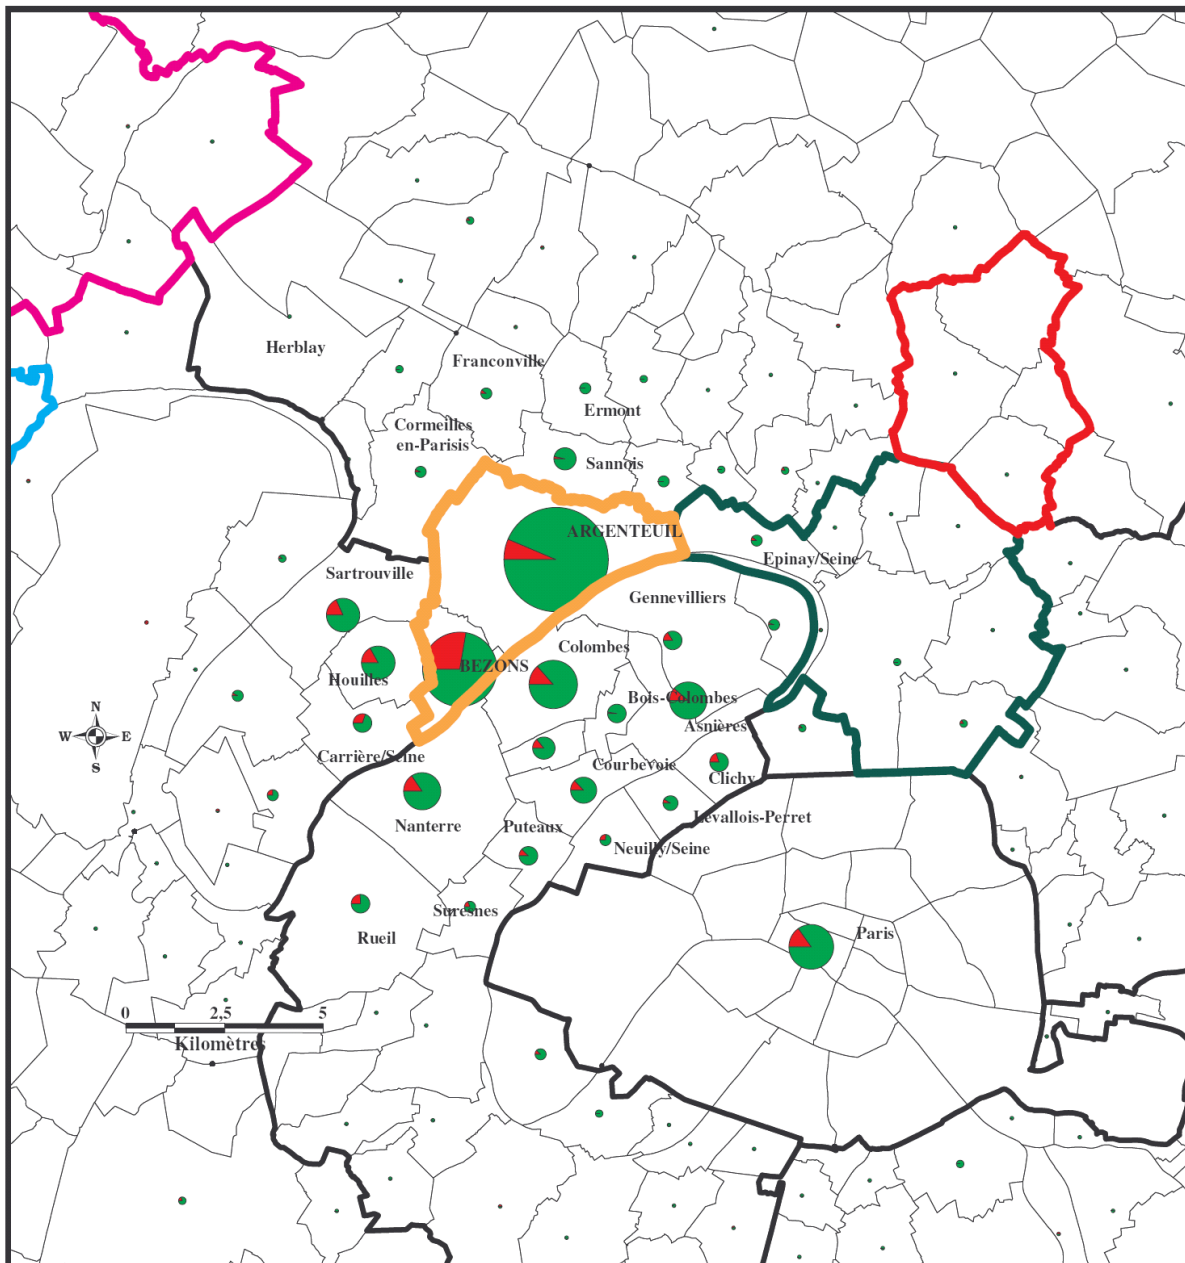 Herblay
Franconville
Ermont
Cormeilles
en-Parisis
Sannois
ARGENTEUIL
Epinay/Seine
Sartrouville
Gennevilliers
Colombes
BEZONS
Houilles
Bois-Colombes
Asnières
N
W E
S
Carrière/Seine
Courbevoie
Clichy
Levallois-Perret
Nanterre
Puteaux
Neuilly/Seine
Suresnes
Rueil
Paris
0 2,5 5
Kilomètres